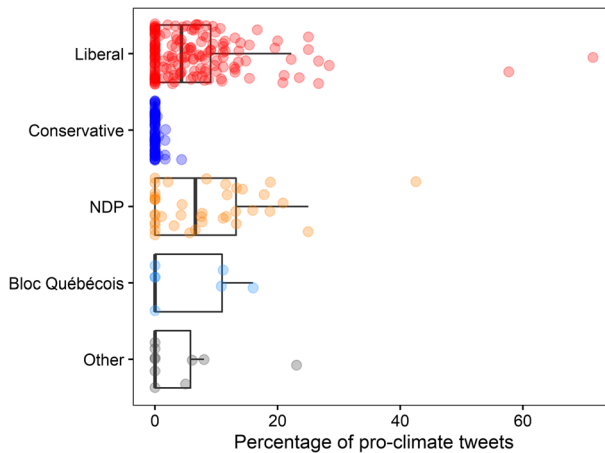 Liberal
Conservative
NDP
Bloc Québécois
Other
0 20 40 60
Percentage of pro-climate tweets